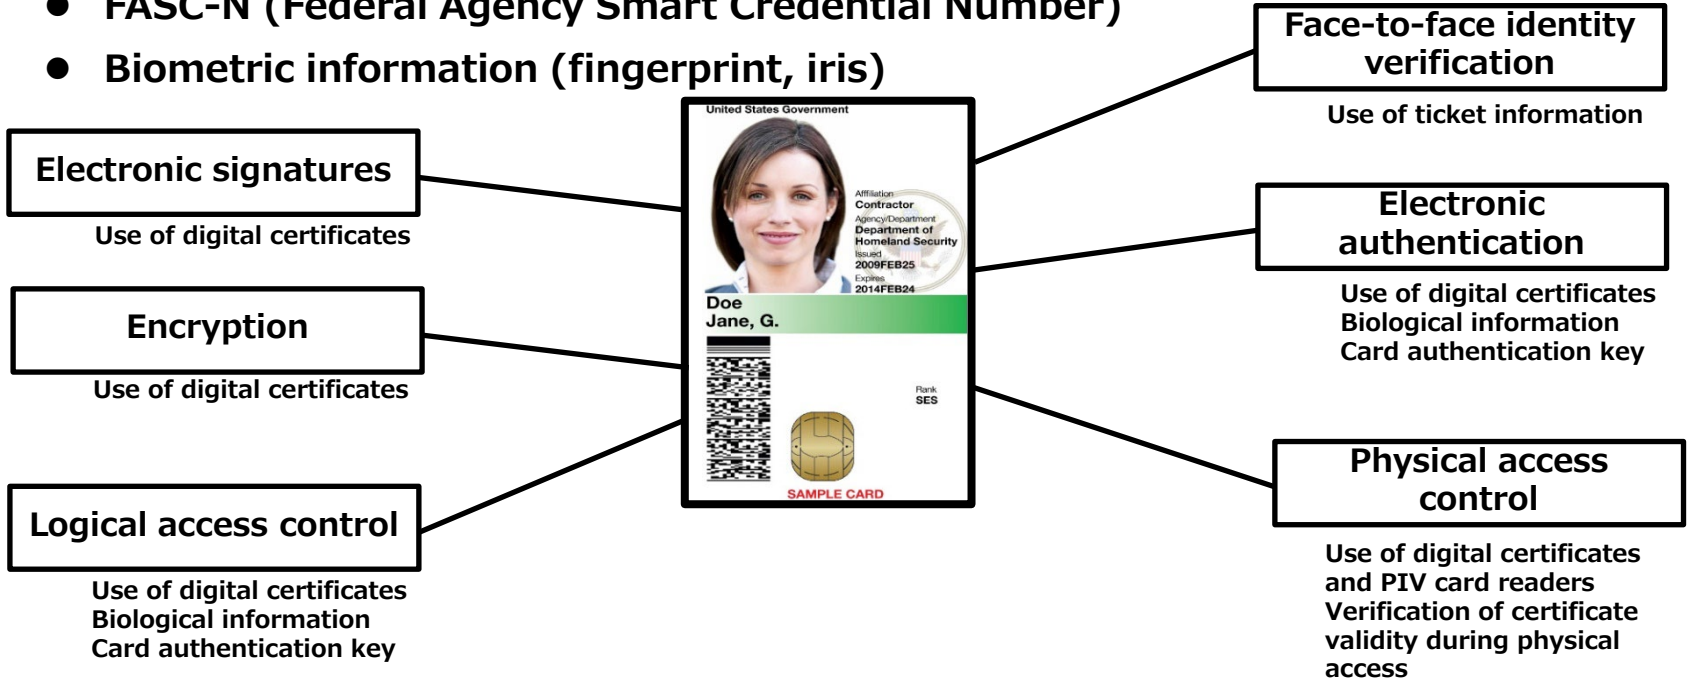 FASC-N (Federal Agency Smart Credential Number)
Biometric information (fingerprint, iris)
Electronic signatures
Use of digital certificates
Encryption
Use of digital certificates
Logical access control
Use of digital certificates
Biological information
Card authentication key
United States Government
Affiliation
Contractor
Agency/Department
Department of
Homeland Security
Issued
2009FEB25
Expires
2014FEB24
Doe
Jane, G.
Rank
SES
SAMPLE CARD
Face-to-face identity
verification
Use of ticket information
Electronic
authentication
Use of digital certificates
Biological information
Card authentication key
Physical access
control
Use of digital certificates
and PIV card readers
Verification of certificate
validity during physical
access